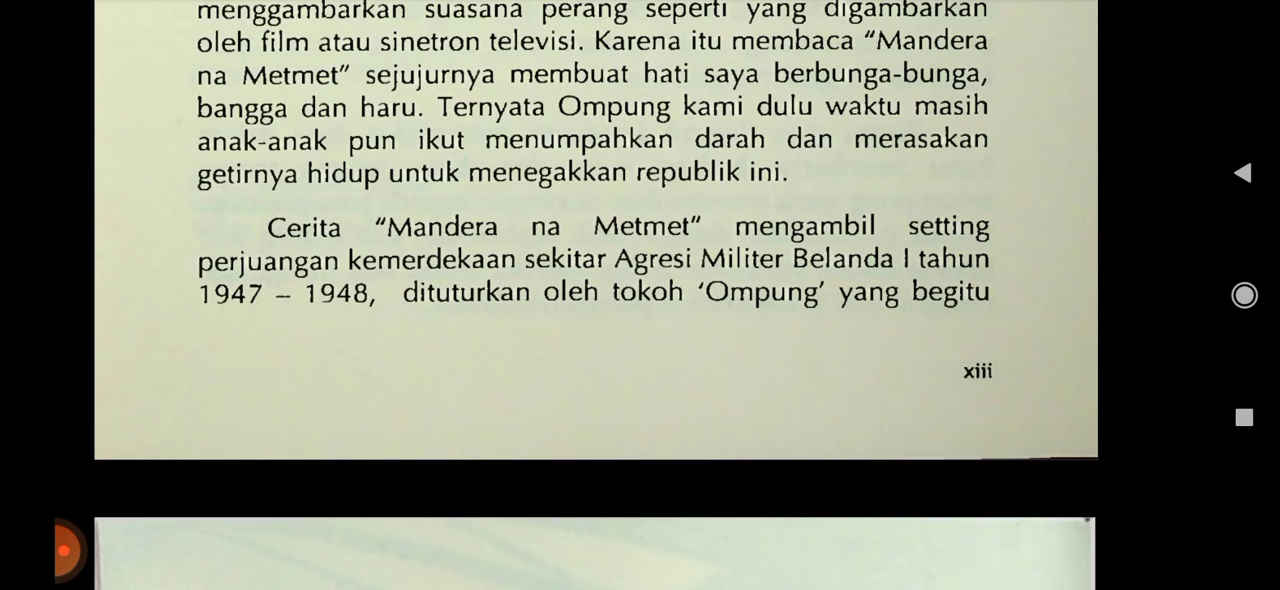 menggambarkan suasana perang seperti yang digambarkan
oleh film atau sinetron televisi. Karena itu membaca “Mandera
na Metmet” sejujurnya membuat hati saya berbunga-bunga,
bangga dan haru. Ternyata Ompung kami dulu waktu masih
anak-anak pun ikut menumpahkan darah dan merasakan
getirnya hidup untuk menegakkan republik ini.
Cerita “Mandera na Metmet” mengambil setting
perjuangan kemerdekaan sekitar Agresi Militer Belanda I tahun
1947 – 1948, dituturkan oleh tokoh ‘Ompung’ yang begitu
xiii